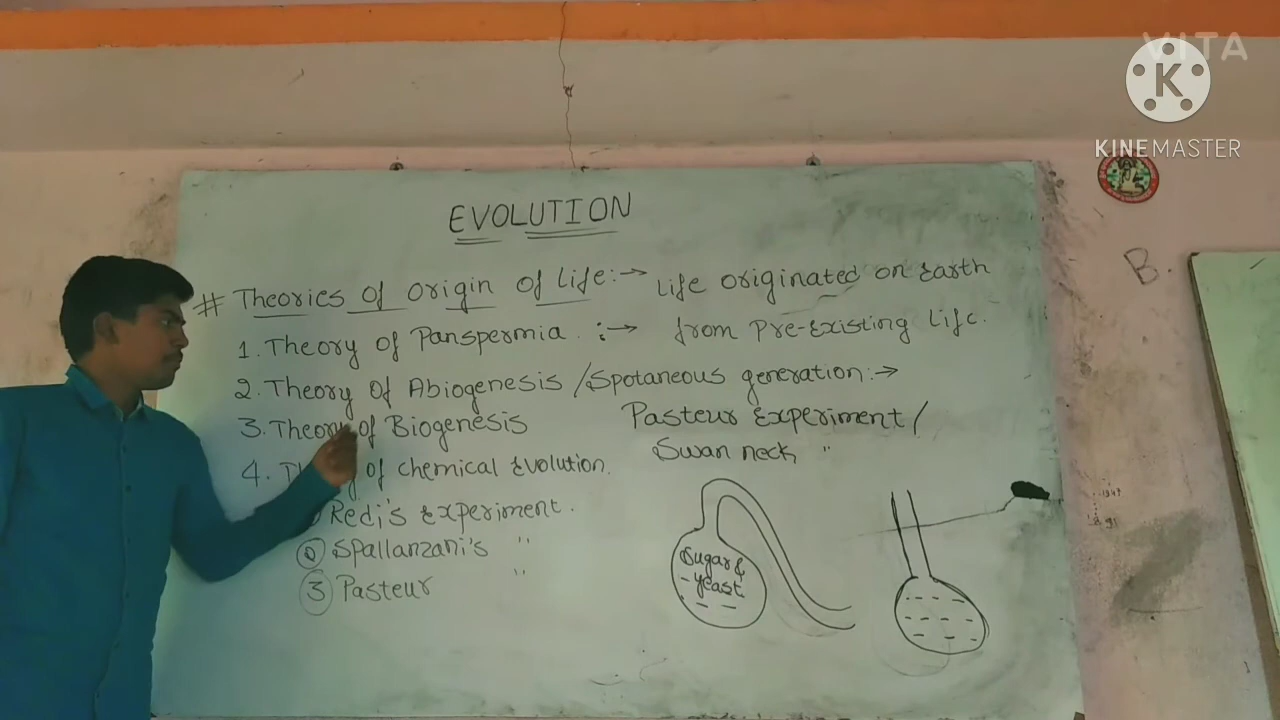 VITA
K
KINEMASTER
EVOLUTION
# Theories of origin of life:→ Life originated on Earth
1. Theory of Panspermia. :→ from Pre-Existing Life.
2. Theory of Abiogenesis /Spotaneous generation:→
3. Theory of Biogenesis Pasteur Experiment/
4. of chemical Evolution. Swan neck "
Redi's Experiment.
② Spallanzani's "
③ Pasteur "
Sugar &
yeast.
B.